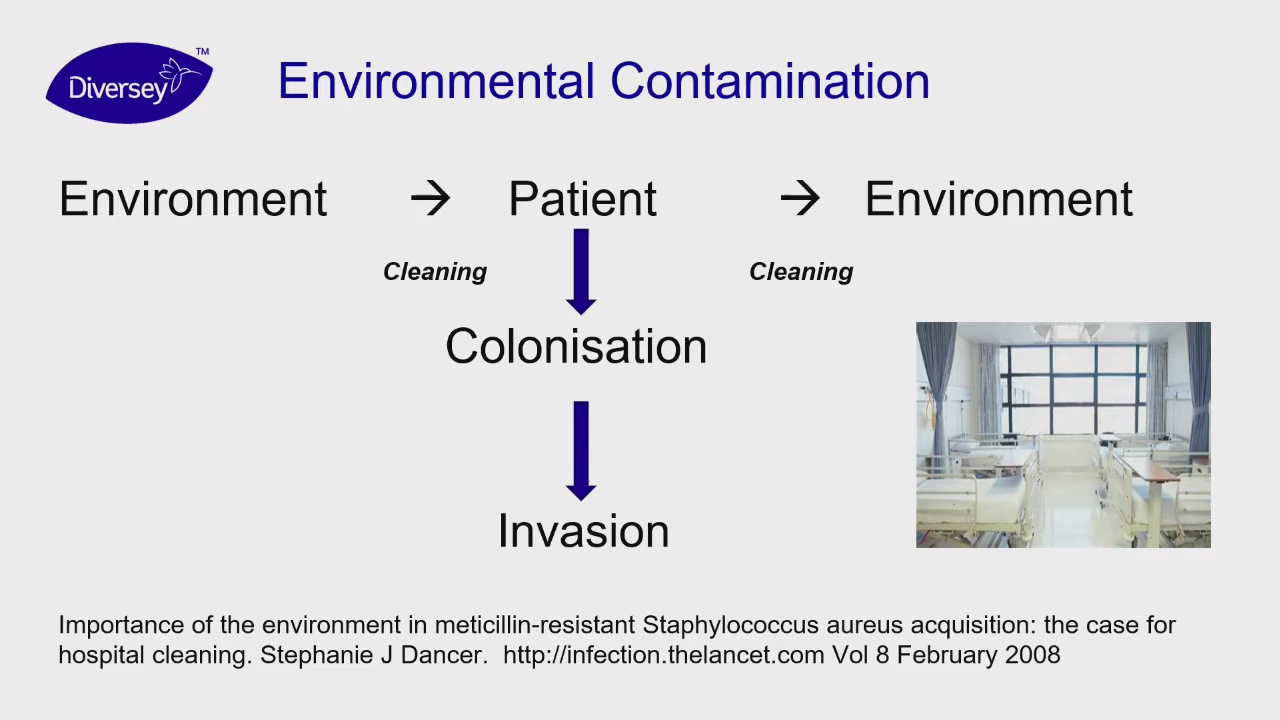 Diversey™
Environmental Contamination
Environment → Patient → Environment
Cleaning Cleaning
Colonisation
Invasion
Importance of the environment in meticillin-resistant Staphylococcus aureus acquisition: the case for
hospital cleaning. Stephanie J Dancer.  http://infection.thelancet.com Vol 8 February 2008